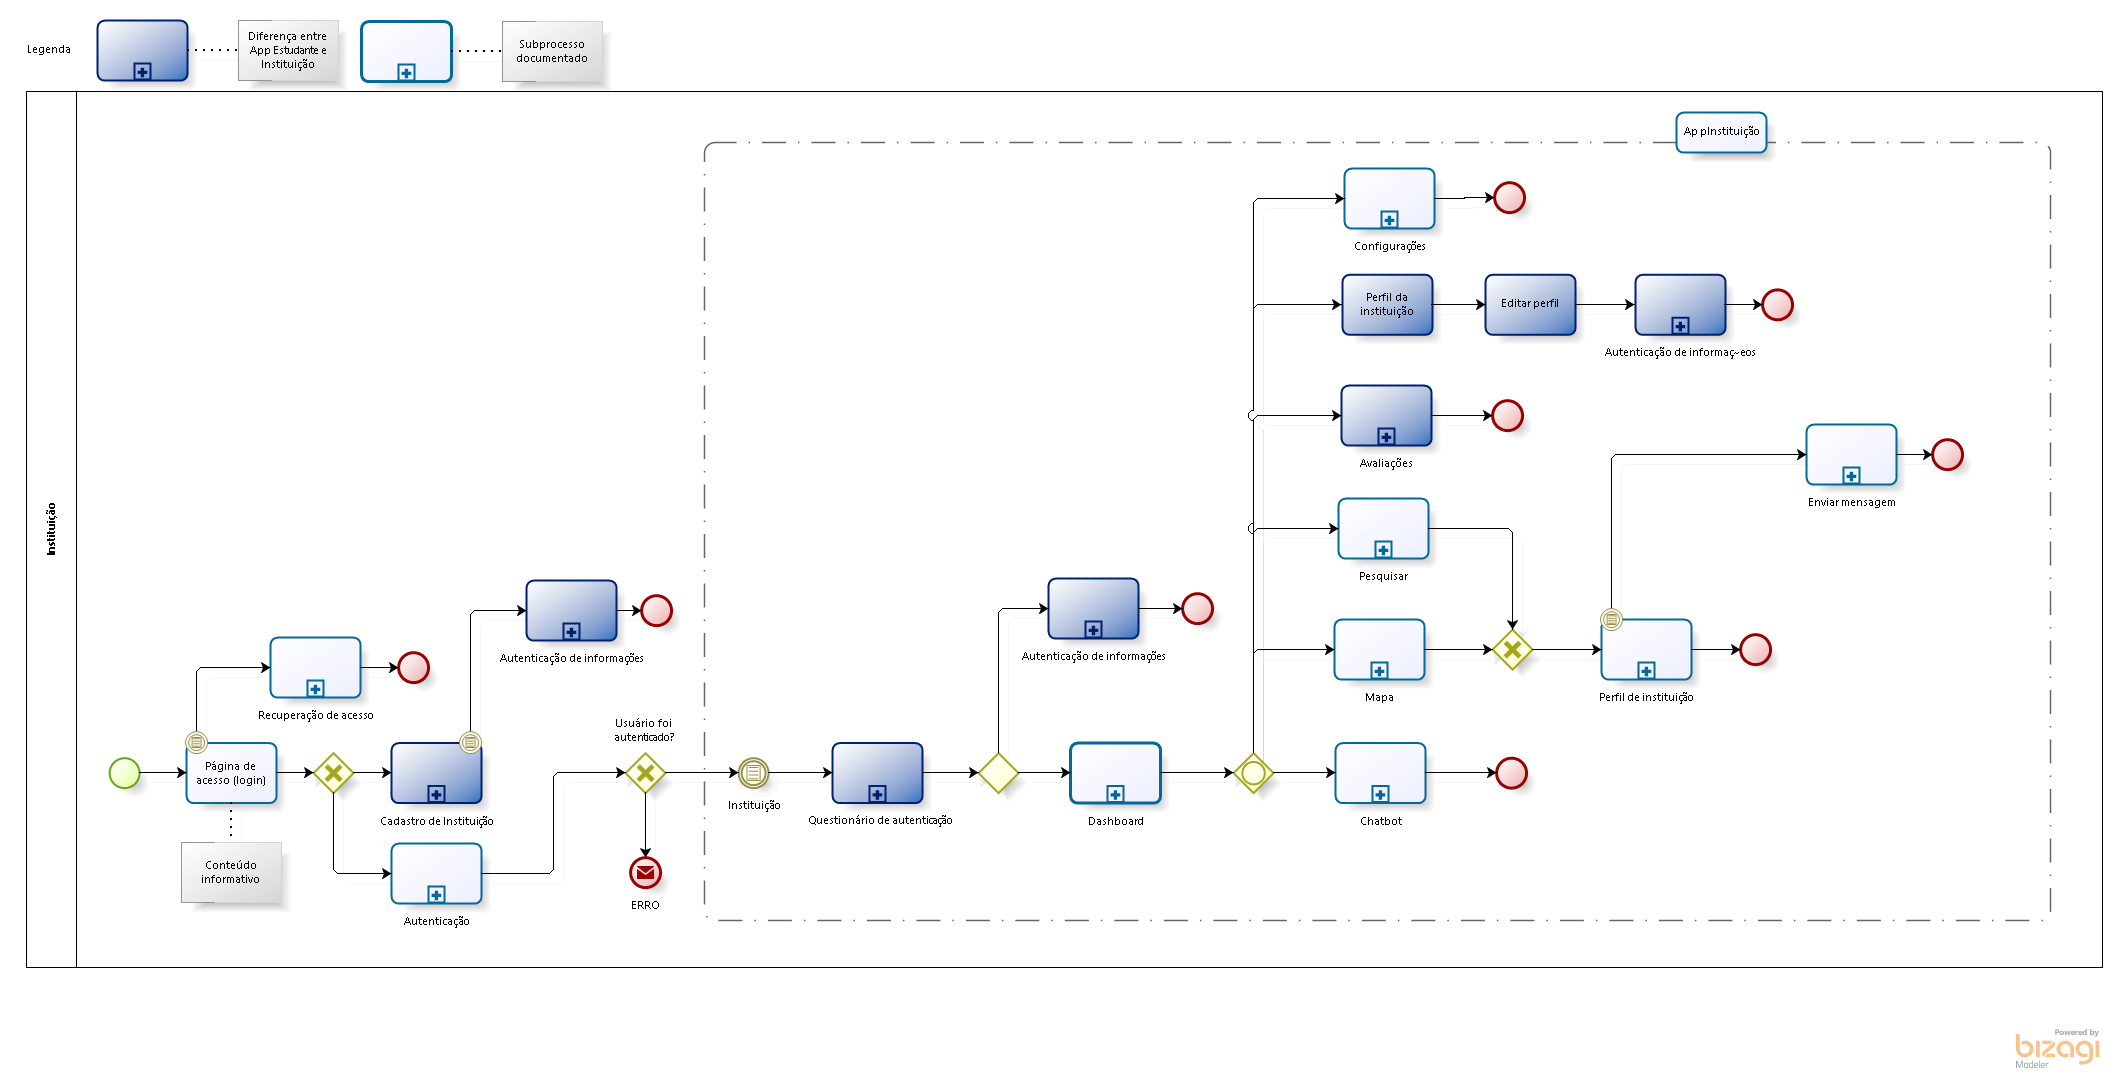 Legenda
Diferença entre
App Estudante e
Instituição
Subprocesso
documentado
Ap pInstituição
Configurações
Perfil da
instituição
Editar perfil
Autenticação de informaç~eos
Avaliações
Enviar mensagem
Pesquisar
Instituição
Autenticação de informações
Autenticação de informações
Mapa
Perfil de instituição
Recuperação de acesso
Usuário foi
autenticado?
Página de
acesso (login)
Cadastro de Instituição
Instituição
Questionário de autenticação
Dashboard
Chatbot
Conteúdo
informativo
Autenticação
ERRO
Powered by
bizagi
Modeler